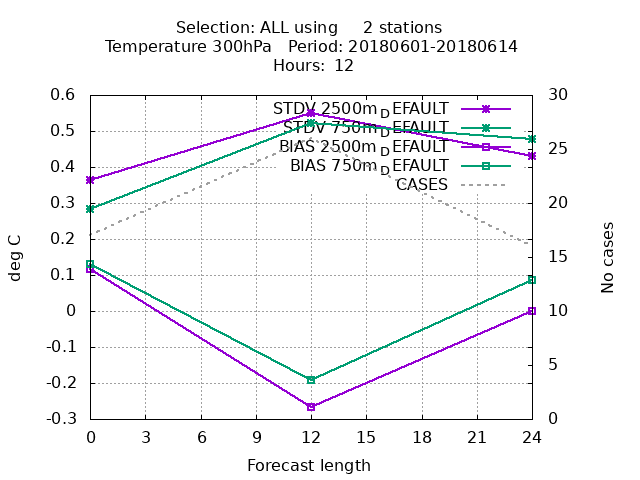 Selection: ALL using     2 stations
Temperature 300hPa   Period: 20180601-20180614
Hours: 12
0.6
0.5
0.4
0.3
0.2
0.1
0
-0.1
-0.2
-0.3
deg C
STDV 2500m_DEFAULT
STDV 750m_DEFAULT
BIAS 2500m_DEFAULT
BIAS 750m_DEFAULT
CASES
30
25
20
15
10
5
0
No cases
0 3 6 9 12 15 18 21 24
Forecast length